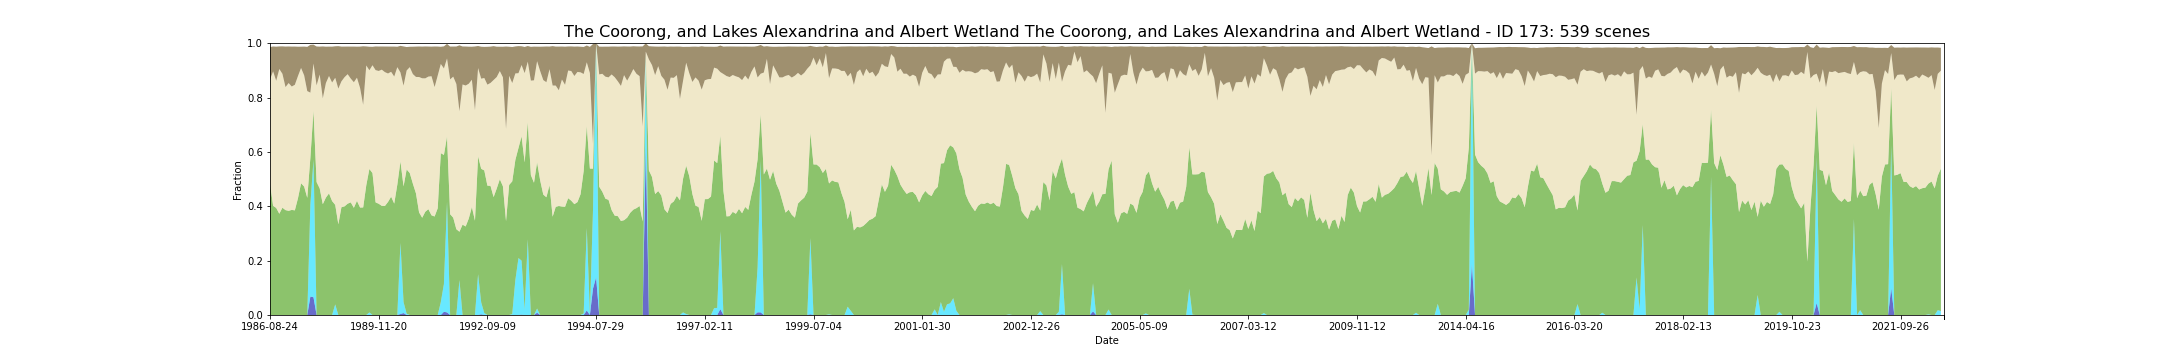 The Coorong, and Lakes Alexandrina and Albert Wetland The Coorong, and Lakes Alexandrina and Albert Wetland - ID 173: 539 scenes
1.0
0.8
0.6
0.4
0.2
0.0
Fraction
1986-08-24 1989-11-20 1992-09-09 1994-07-29 1997-02-11 1999-07-04 2001-01-30 2002-12-26 2005-05-09 2007-03-12 2009-11-12 2014-04-16 2016-03-20 2018-02-13 2019-10-23 2021-09-26
Date